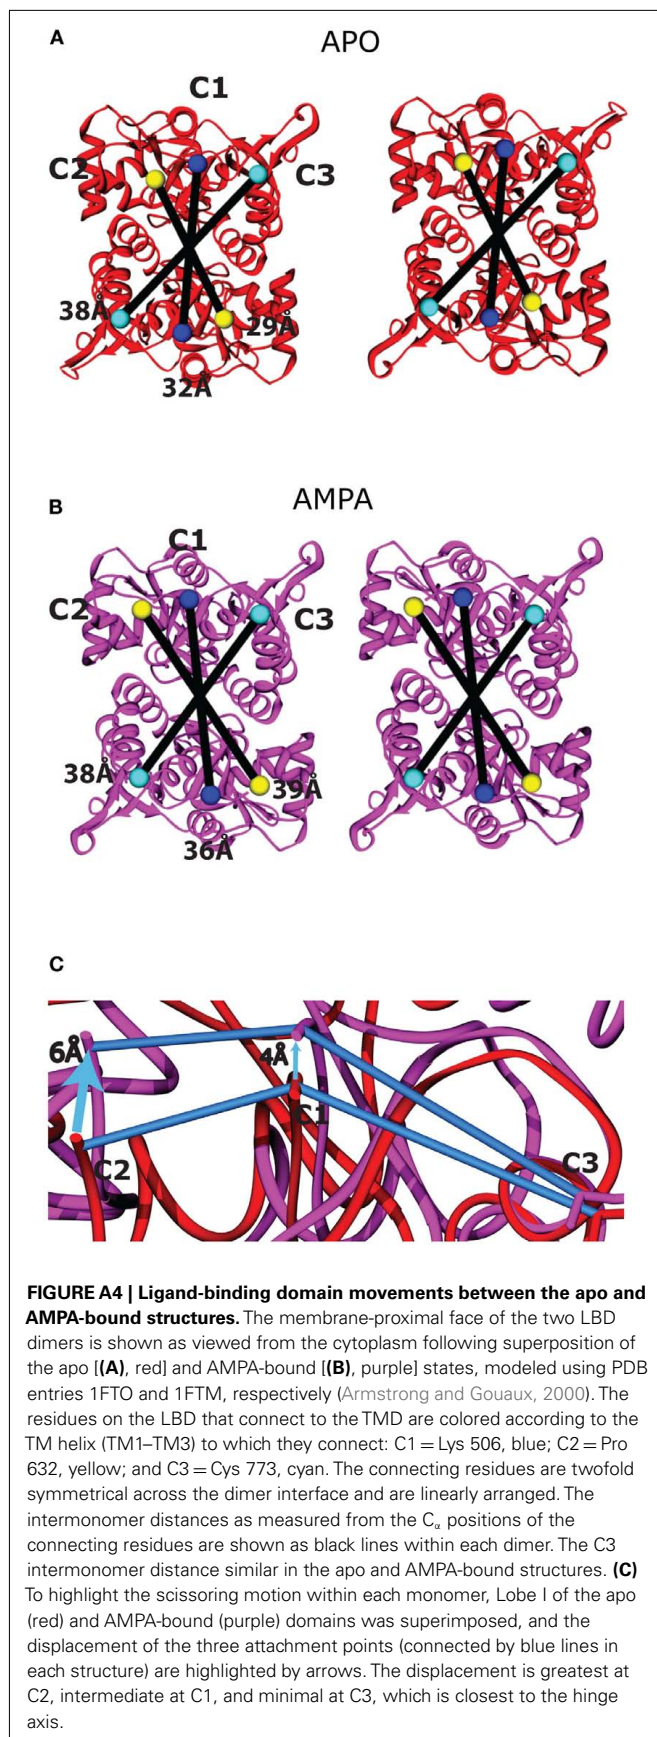 A
APO
C1
C2
C3
38Å
29Å
32Å
B
AMPA
C1
C2
C3
38Å
39Å
36Å
C
6Å
4Å
C1
C2
C3
FIGURE A4 | Ligand-binding domain movements between the apo and
AMPA-bound structures. The membrane-proximal face of the two LBD
dimers is shown as viewed from the cytoplasm following superposition of
the apo [(A), red] and AMPA-bound [(B), purple] states, modeled using PDB
entries 1FTO and 1FTM, respectively (Armstrong and Gouaux, 2000). The
residues on the LBD that connect to the TMD are colored according to the
TM helix (TM1–TM3) to which they connect: C1 = Lys 506, blue; C2 = Pro
632, yellow; and C3 = Cys 773, cyan. The connecting residues are twofold
symmetrical across the dimer interface and are linearly arranged. The
intermonomer distances as measured from the Cα positions of the
connecting residues are shown as black lines within each dimer. The C3
intermonomer distance similar in the apo and AMPA-bound structures. (C)
To highlight the scissoring motion within each monomer, Lobe I of the apo
(red) and AMPA-bound (purple) domains was superimposed, and the
displacement of the three attachment points (connected by blue lines in
each structure) are highlighted by arrows. The displacement is greatest at
C2, intermediate at C1, and minimal at C3, which is closest to the hinge
axis.